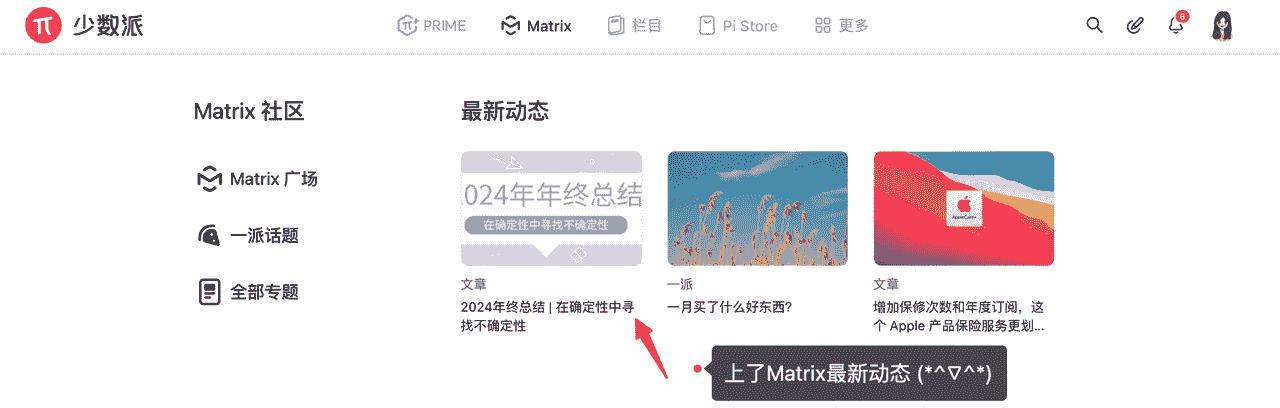 少数派
PRIME
Matrix
栏目
Pi Store
更多
6
Matrix 社区
最新动态
Matrix 广场
一派话题
全部专题
024年年终总结
在确定性中寻找不确定性
文章
2024年终总结 | 在确定性中寻
找不确定性
一派
一月买了什么好东西?
AppleCare+
文章
增加保修次数和年度订阅，这
个 Apple 产品保险服务更划...
上了Matrix最新动态 (*^∇^*)